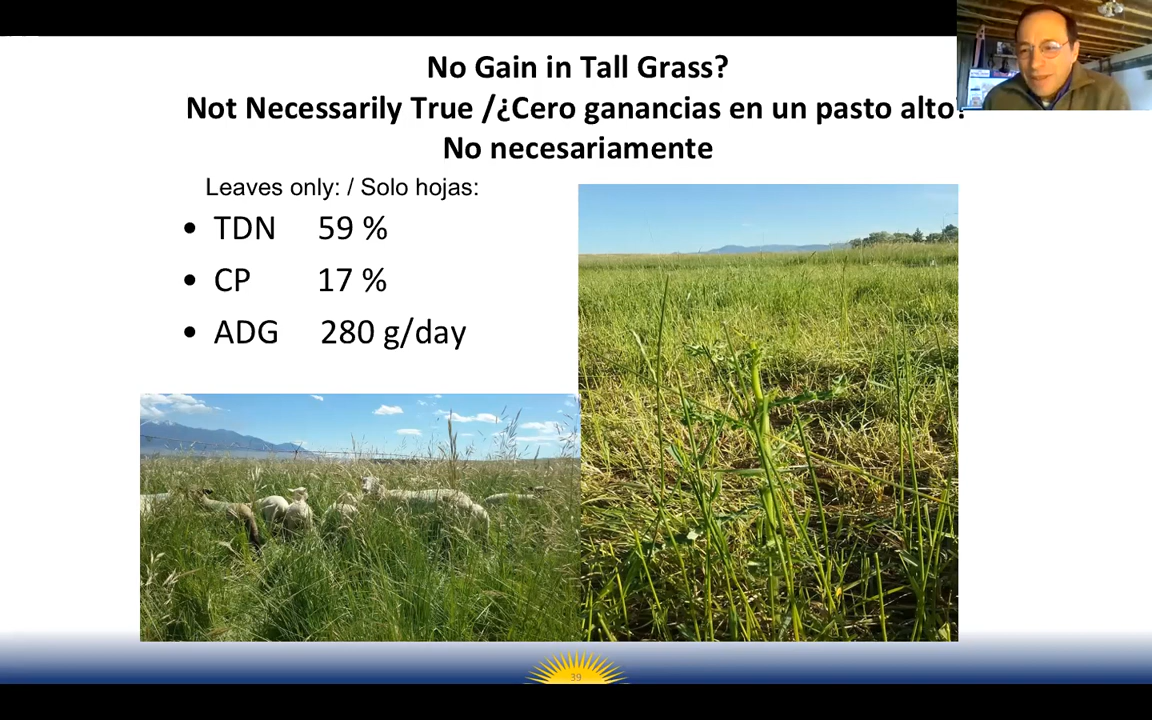 No Gain in Tall Grass?
Not Necessarily True /¿Cero ganancias en un pasto alto?
No necesariamente
Leaves only: / Solo hojas:
• TDN 59 %
• CP 17 %
• ADG 280 g/day
39